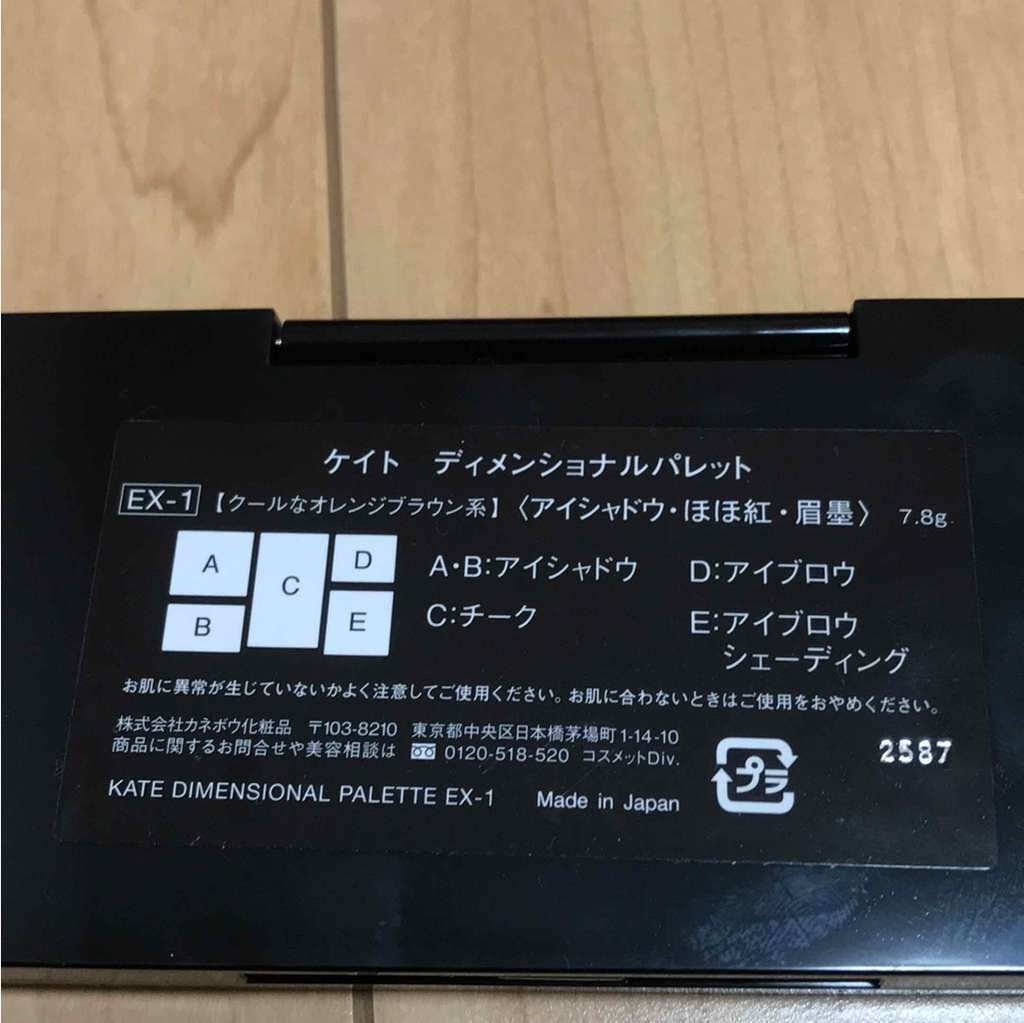 ケイト ディメンショナルパレット
EX-1 【クールなオレンジブラウン系】〈アイシャドウ・ほほ紅・眉墨〉 7.8g
A
B
C
D
E
A・B:アイシャドウ
C:チーク
D:アイブロウ
E:アイブロウ
シェーディング
お肌に異常が生じていないかよく注意してご使用ください。お肌に合わないときはご使用をおやめください。
株式会社カネボウ化粧品 〒103-8210 東京都中央区日本橋茅場町1-14-10
商品に関するお問合せや美容相談は 0120-518-520 コスメットDiv.
KATE DIMENSIONAL PALETTE EX-1 Made in Japan
プラ
2587